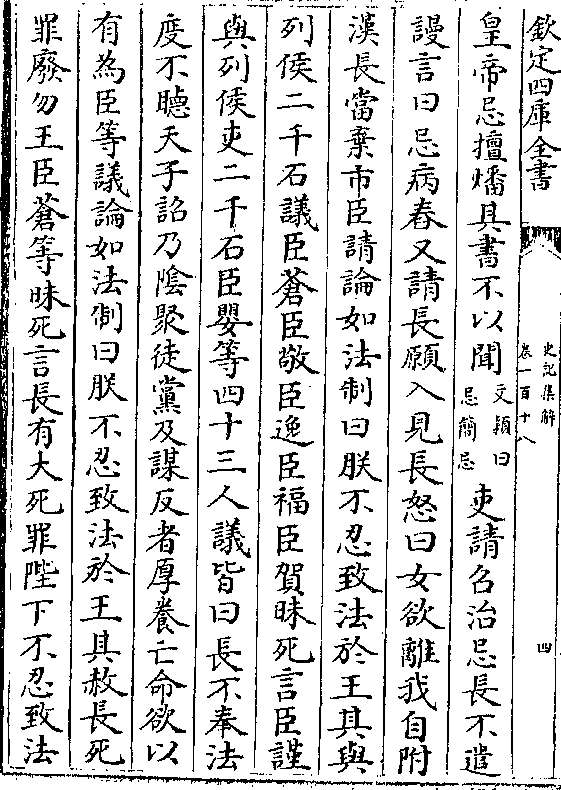 欽定四庫全書
史記集解
卷一百十八
四
皇帝忌擅燔其書不以聞文穎曰忌蕳忌吏請召治忌長不遣
謾言曰忌病春又請長願入見長怒曰女欲離我自附
漢長當棄市臣請論如法制曰朕不忍致法於王其與
列侯二千石議臣蒼臣敬臣逸臣福臣賀昧死言臣謹
與列侯吏二千石臣嬰等四十三人議皆曰長不奉法
度不聴天子詔乃陰聚徒黨及謀反者厚養亡命欲以
有為臣等議論如法制曰朕不忍致法於王其赦長死
罪廢勿王臣蒼等昧死言長有大死罪陛下不忍致法